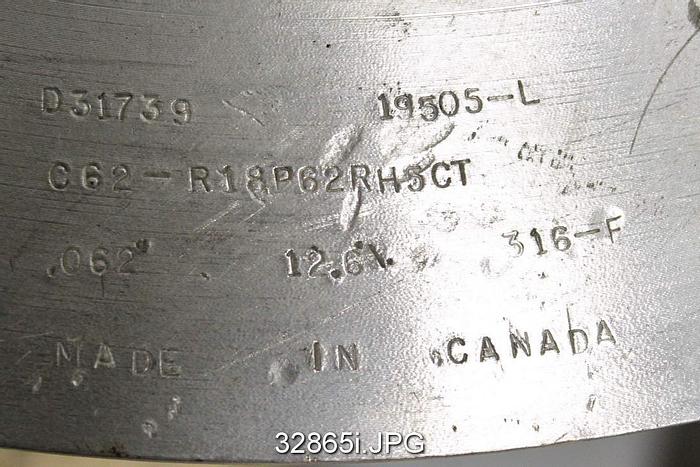 D31739 19505-L
C62-R18P62RH5CT
.062" 12.6% 316-F
MADE IN CANADA
32865i.JPG